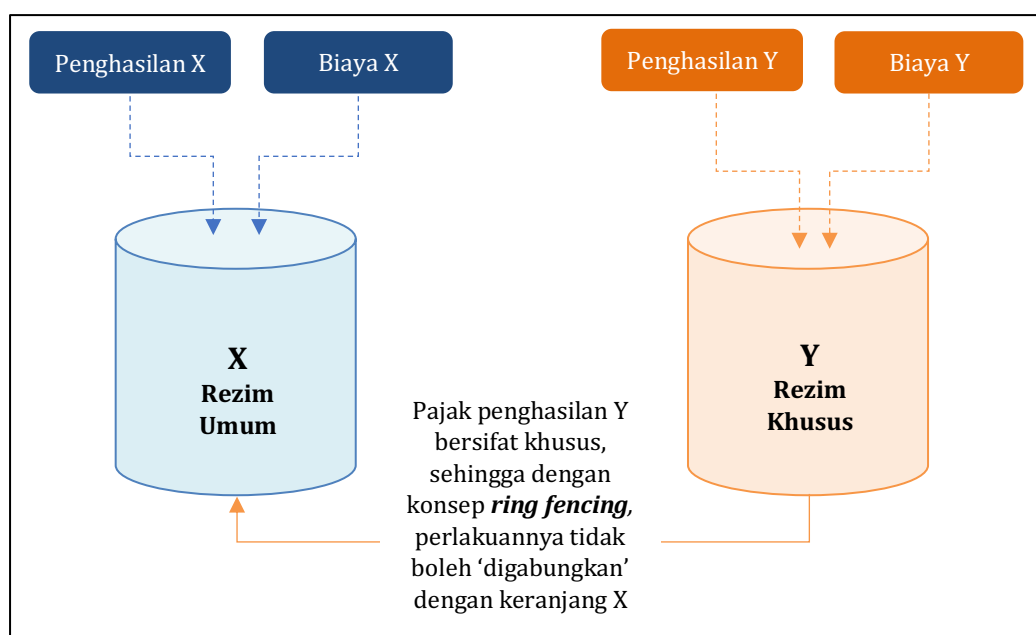 Penghasilan X
Biaya X
Penghasilan Y
Biaya Y
X
Rezim
Umum
Y
Rezim
Khusus
Pajak penghasilan Y
bersifat khusus,
sehingga dengan
konsep ring fencing,
perlakuannya tidak
boleh ‘digabungkan’
dengan keranjang X